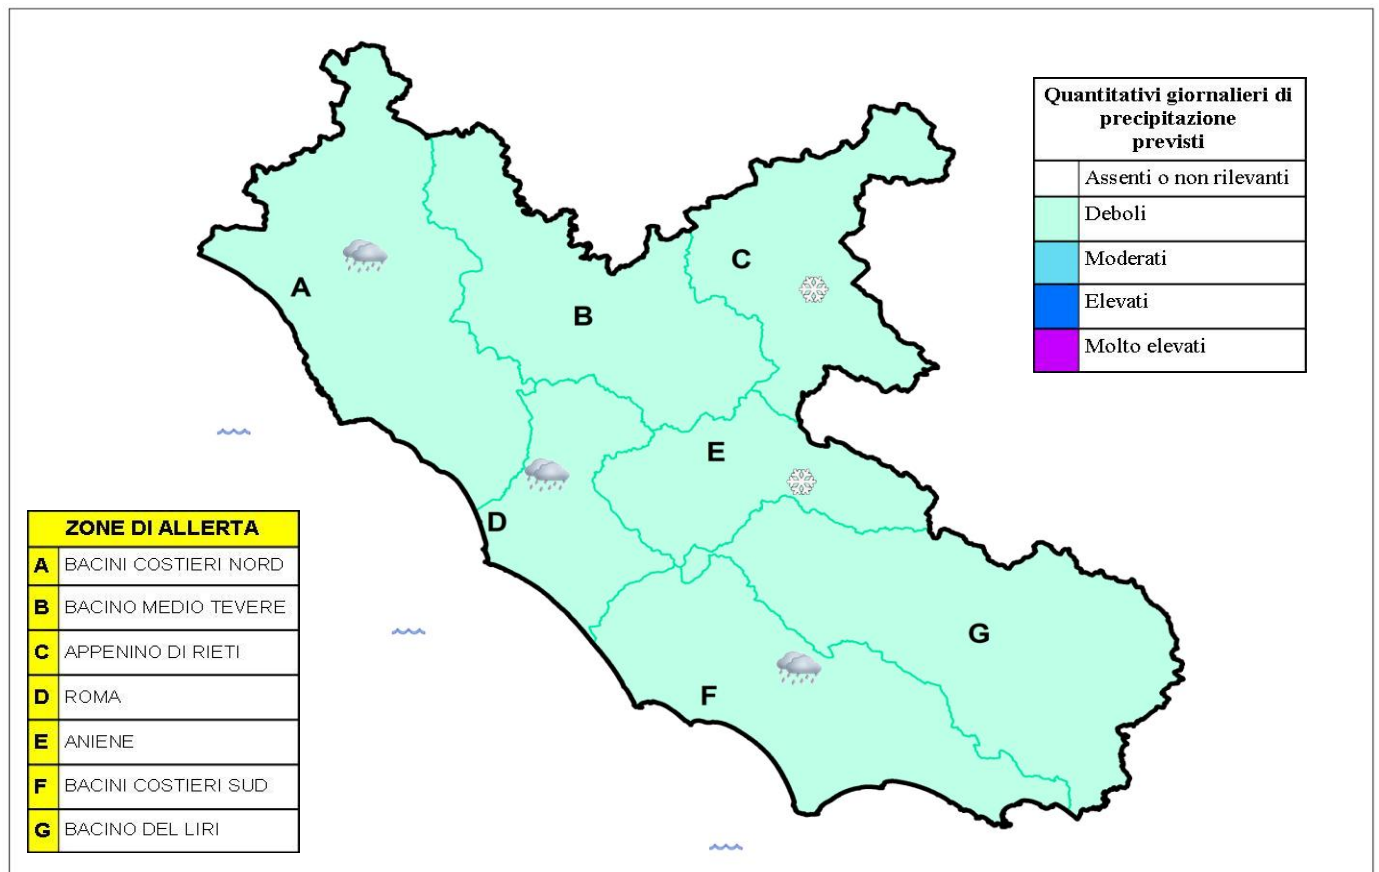 Quantitativi giornalieri di
precipitazione
previsti
Assenti o non rilevanti
Deboli
Moderati
Elevati
Molto elevati
A
B
C
D
E
F
G
ZONE DI ALLERTA
A BACINI COSTIERI NORD
B BACINO MEDIO TEVERE
C APPENINO DI RIETI
D ROMA
E ANIENE
F BACINI COSTIERI SUD
G BACINO DEL LIRI